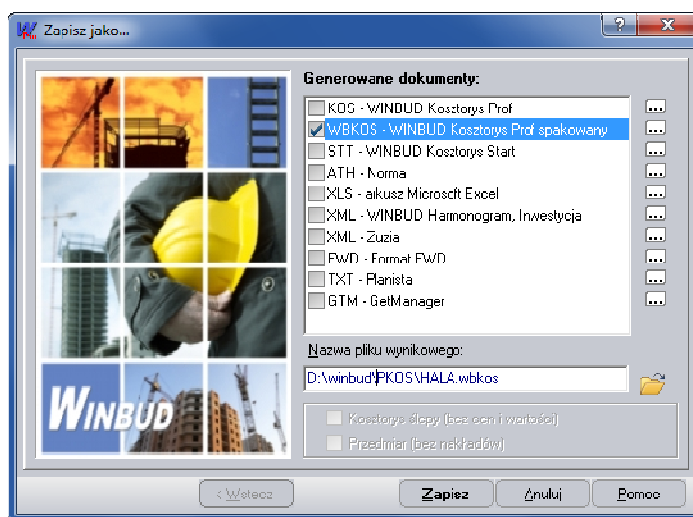 Zapisz jako...
Generowane dokumenty:
KOS - WINBUD Kosztorys Prof
WBKOS - WINBUD Kosztorys Prof spakowany
STT - WINBUD Kosztorys Start
ATH - Norma
XLS - arkusz Microsoft Excel
XML - WINBUD Harmonogram, Inwestycja
XML - Zuzia
FWD - Format FWD
TXT - Planista
GTM - GetManager
Nazwa pliku wynikowego:
D:\winbud\PKOS\HALA.wbkos
WINBUD
Kosztorys ślepy (bez cen i wartości)
Przedmiar (bez nakładów)
< Wstecz
Zapisz
Anuluj
Pomoc